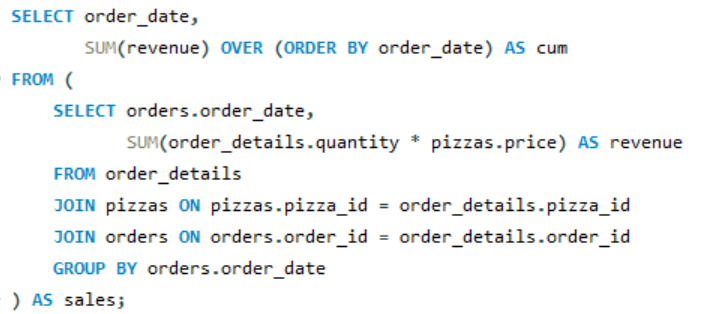 SELECT order_date,
SUM(revenue) OVER (ORDER BY order_date) AS cum
FROM (
SELECT orders.order_date,
SUM(order_details.quantity * pizzas.price) AS revenue
FROM order_details
JOIN pizzas ON pizzas.pizza_id = order_details.pizza_id
JOIN orders ON orders.order_id = order_details.order_id
GROUP BY orders.order_date
) AS sales;